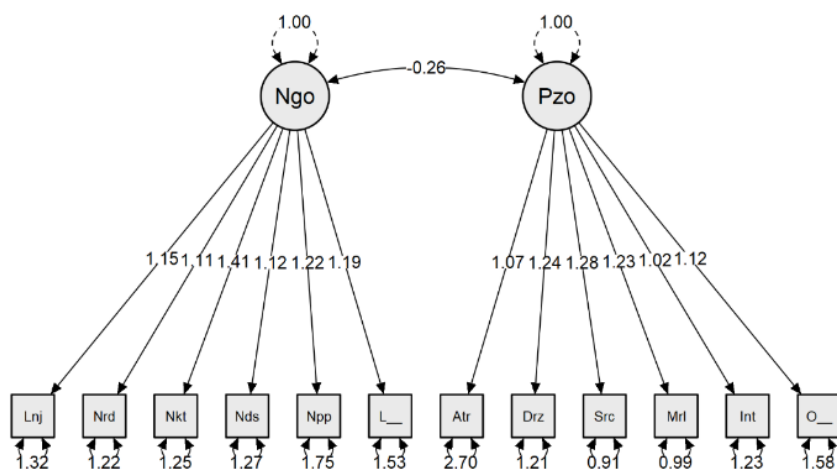 1.00 1.00
-0.26
Ngo Pzo
1.15 1.11 1.41 1.12 1.22 1.19 1.07 1.24 1.28 1.23 1.02 1.12
Lnj Nrd Nkt Nds Npp L__ Atr Drz Src Mrl Int O__
1.32 1.22 1.25 1.27 1.75 1.53 2.70 1.21 0.91 0.99 1.23 1.58